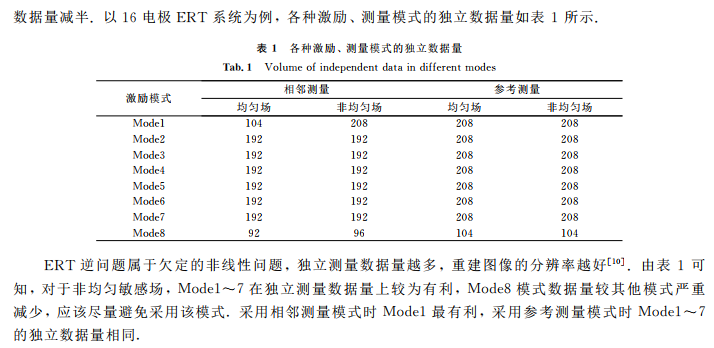 数据量减半．以 16 电极 ERT 系统为例，各种激励、测量模式的独立数据量如表 1 所示．
表 1 各种激励、测量模式的独立数据量
Tab. 1 Volume of independent data in different modes
激励模式 相邻测量 参考测量
均匀场 非均匀场 均匀场 非均匀场
Mode1 104 208 208 208
Mode2 192 192 208 208
Mode3 192 192 208 208
Mode4 192 192 208 208
Mode5 192 192 208 208
Mode6 192 192 208 208
Mode7 192 192 208 208
Mode8 92 96 104 104
ERT 逆问题属于欠定的非线性问题，独立测量数据量越多，重建图像的分辨率越好[10]．由表 1 可
知，对于非均匀敏感场，Mode1～7 在独立测量数据量上较为有利，Mode8 模式数据量较其他模式严重
减少，应该尽量避免采用该模式．采用相邻测量模式时 Mode1 最有利，采用参考测量模式时 Mode1～7
的独立数据量相同．